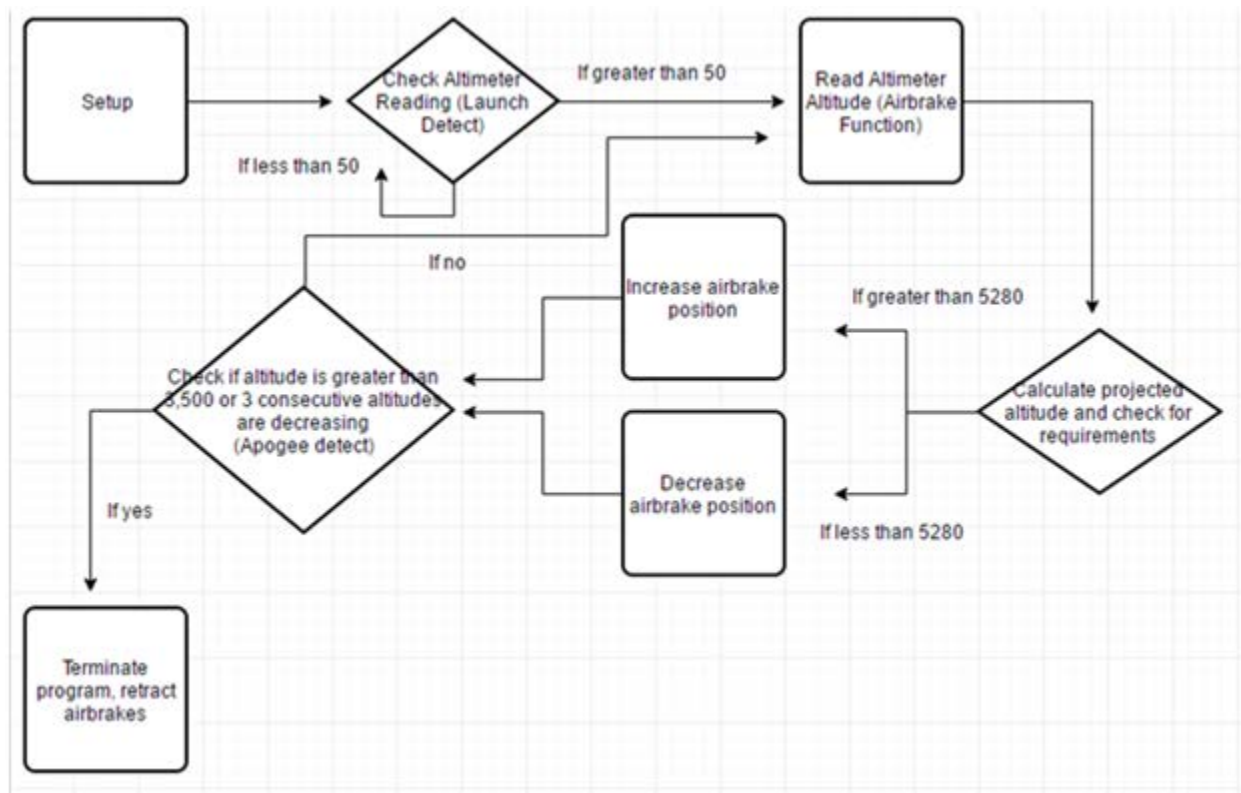 Setup
Check Altimeter
Reading (Launch
Detect)
If greater than 50
Read Altimeter
Altitude (Airbrake
Function)
If less than 50
If no
Increase airbrake
position
If greater than 5280
Check if altitude is greater than
3,500 or 3 consecutive altitudes
are decreasing
(Apogee detect)
Calculate projected
altitude and check for
requirements
Decrease
airbrake position
If yes
If less than 5280
Terminate
program, retract
airbrakes